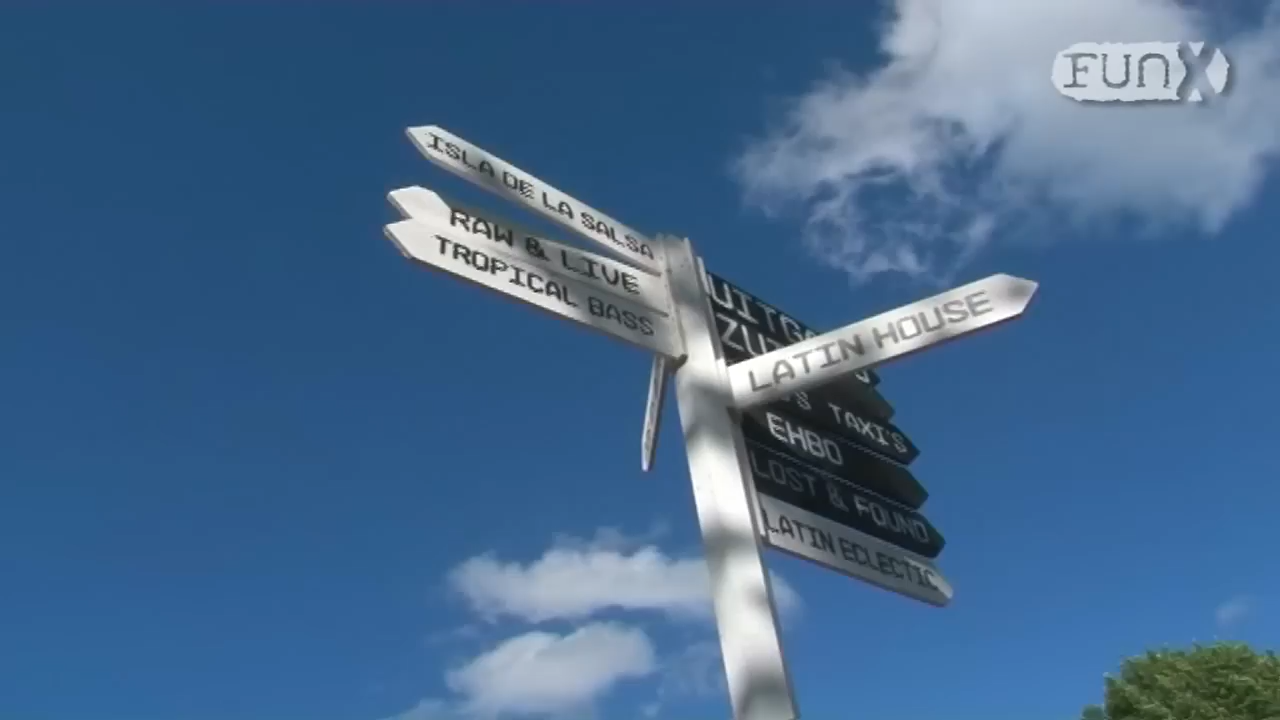 FUNX
ISLA DE LA SALSA
RAW & LIVE
TROPICAL BASS
LATIN HOUSE
TAXI'S
EHBO
LOST & FOUND
LATIN ECLECTIC